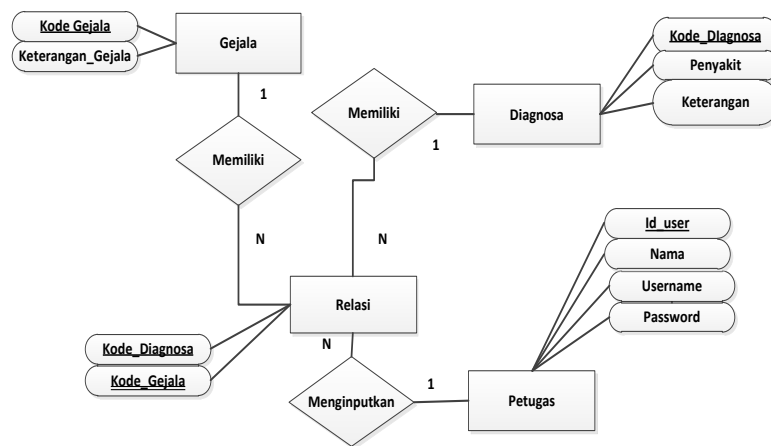 Kode Gejala
Keterangan_Gejala
Gejala
1
Memiliki
N
Memiliki
1
N
Diagnosa
Kode_DIagnosa
Penyakit
Keterangan
Id_user
Nama
Username
Password
Relasi
N
Kode_Diagnosa
Kode_Gejala
Menginputkan
1
Petugas